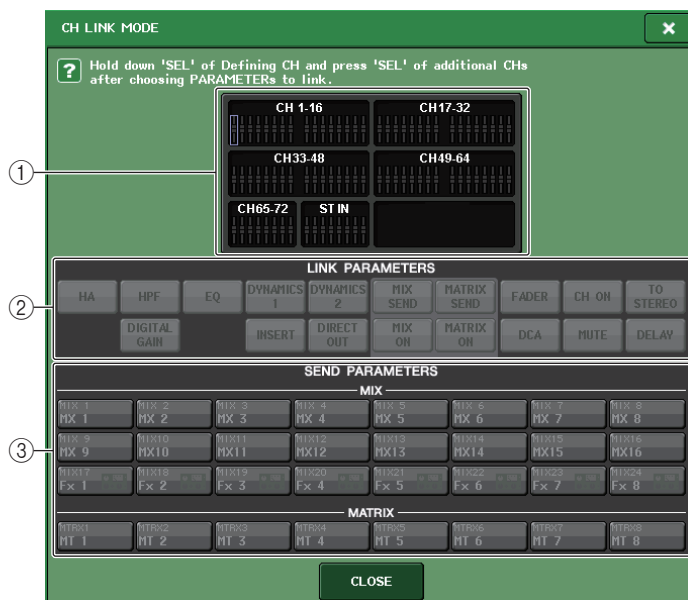 CH LINK MODE
×
? Hold down 'SEL' of Defining CH and press 'SEL' of additional CHs
after choosing PARAMETERs to link.
CH 1-16 CH17-32
CH33-48 CH49-64
CH65-72 ST IN
①
LINK PARAMETERS
HA HPF EQ DYNAMICS 1 DYNAMICS 2 MIX SEND MATRIX SEND FADER CH ON TO STEREO
DIGITAL GAIN INSERT DIRECT OUT MIX ON MATRIX ON DCA MUTE DELAY
②
SEND PARAMETERS
MIX
MIX 1 MIX 2 MIX 3 MIX 4 MIX 5 MIX 6 MIX 7 MIX 8
MX 1 MX 2 MX 3 MX 4 MX 5 MX 6 MX 7 MX 8
MIX 9 MIX10 MIX11 MIX12 MIX13 MIX14 MIX15 MIX16
MX 9 MX10 MX11 MX12 MX13 MX14 MX15 MX16
③
MIX17 MIX18 MIX19 MIX20 MIX21 MIX22 MIX23 MIX24
Fx 1 Fx 2 Fx 3 Fx 4 Fx 5 Fx 6 Fx 7 Fx 8
MATRIX
MTRX1 MTRX2 MTRX3 MTRX4 MTRX5 MTRX6 MTRX7 MTRX8
MT 1 MT 2 MT 3 MT 4 MT 5 MT 6 MT 7 MT 8
CLOSE